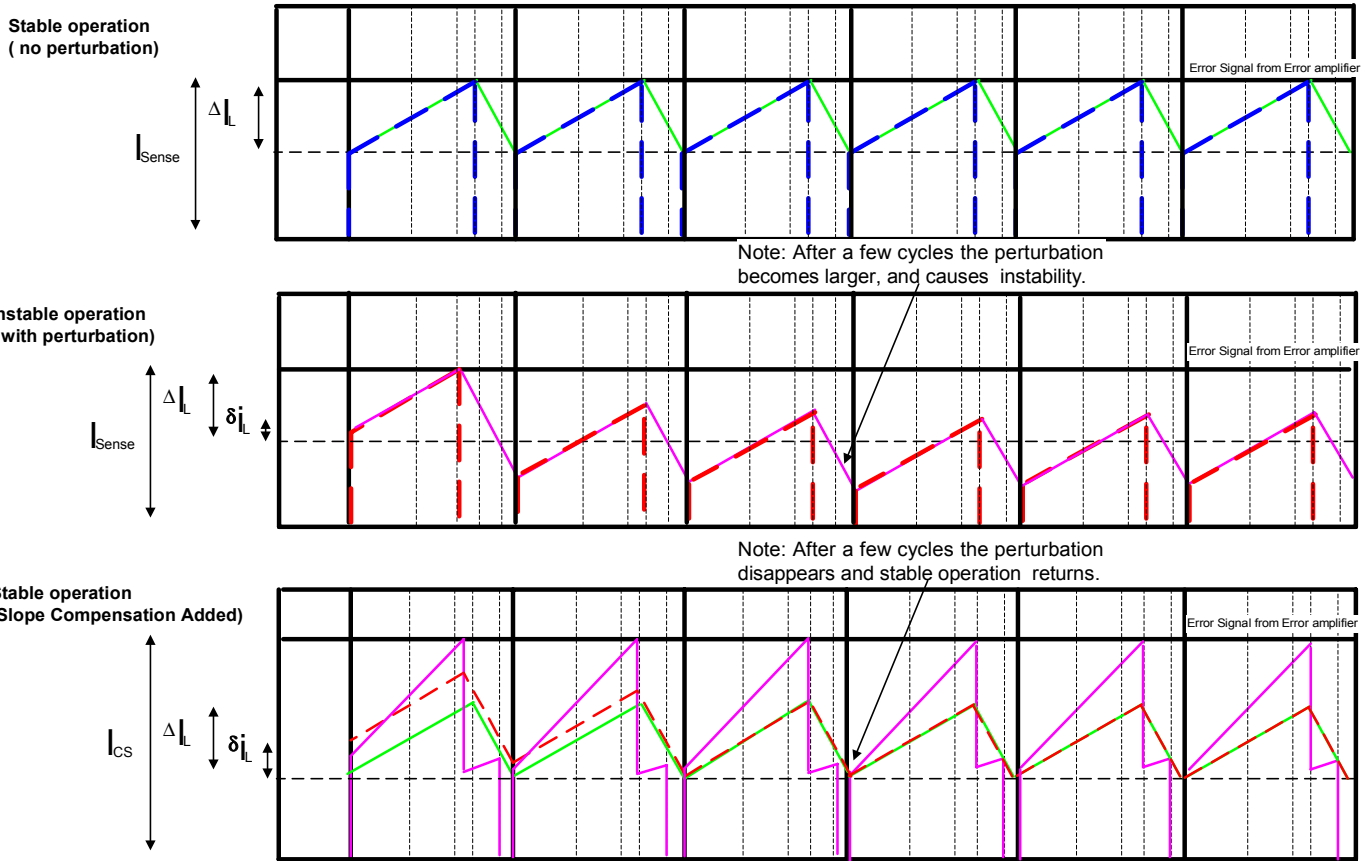 Stable operation
( no perturbation)
Error Signal from Error amplifier
ΔIL
ISense
Note: After a few cycles the perturbation
becomes larger, and causes instability.
nstable operation
with perturbation)
Error Signal from Error amplifier
ΔIL
δiL
ISense
Note: After a few cycles the perturbation
disappears and stable operation returns.
Stable operation
Slope Compensation Added)
Error Signal from Error amplifier
ΔIL
δiL
ICS